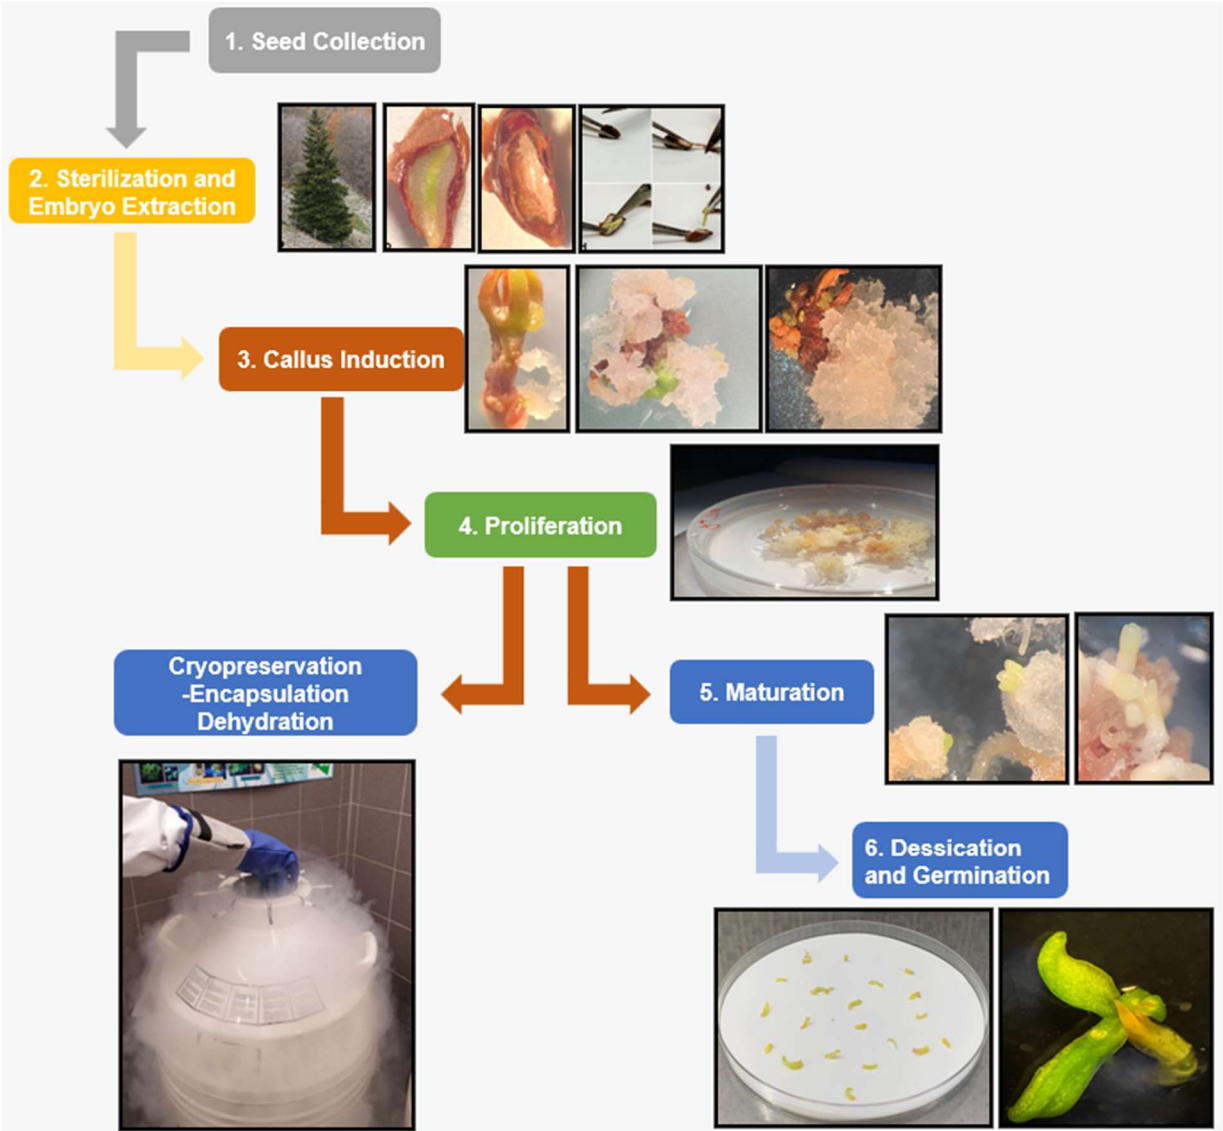 1. Seed Collection
2. Sterilization and
Embryo Extraction
3. Callus Induction
4. Proliferation
Cryopreservation
-Encapsulation
Dehydration
5. Maturation
6. Dessication
and Germination